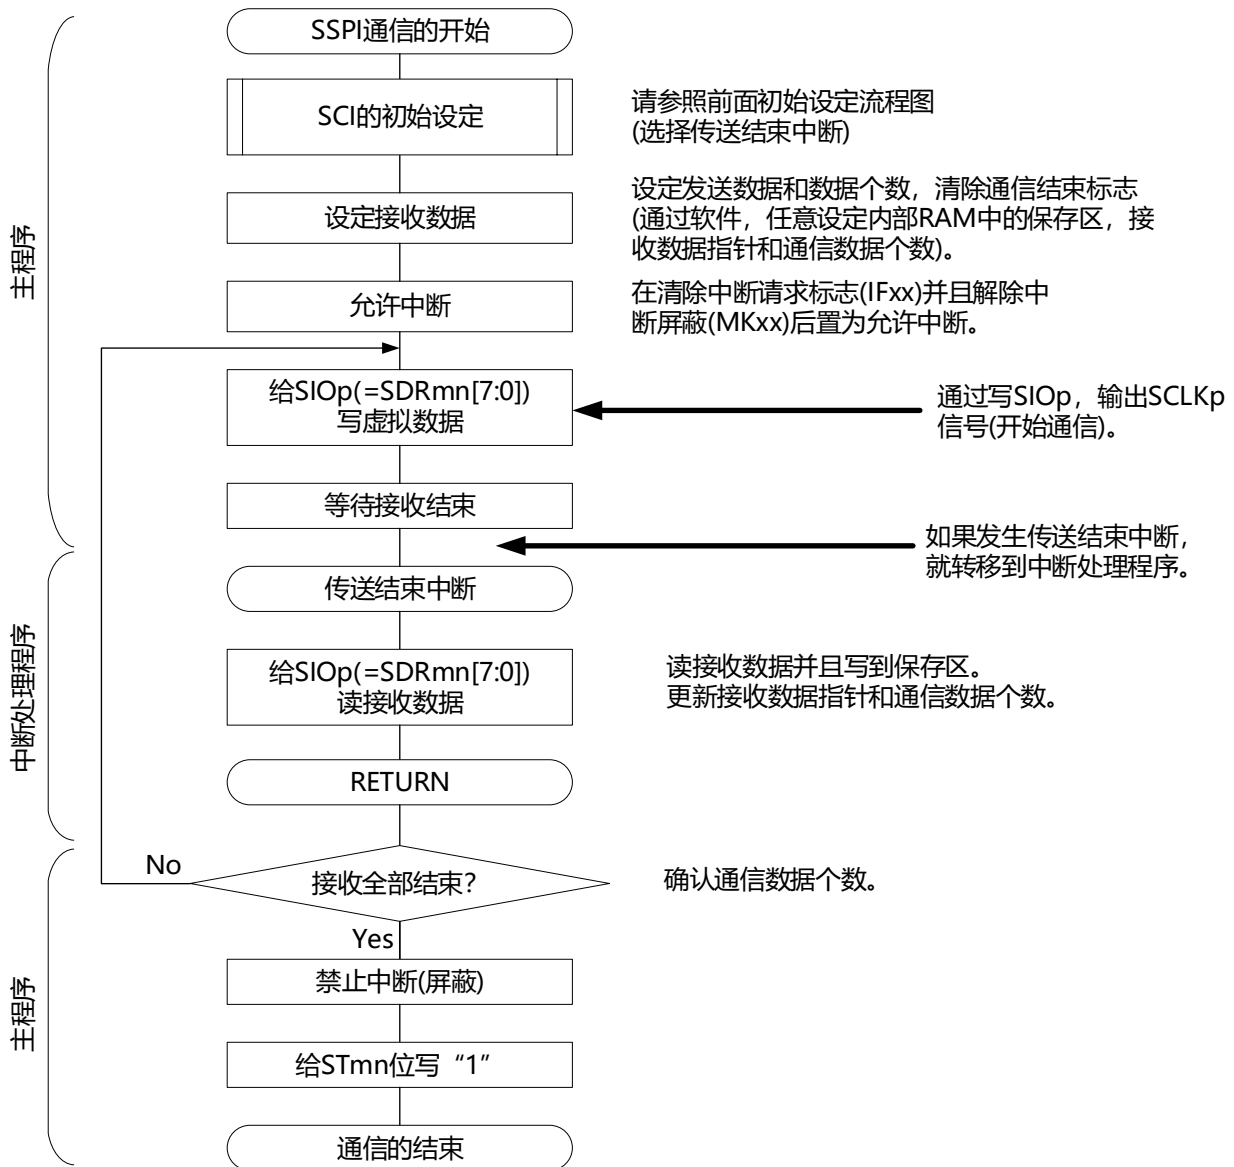 SSPI通信的开始
SCI的初始设定
请参照前面初始设定流程图
(选择传送结束中断)
设定接收数据
设定发送数据和数据个数，清除通信结束标志
(通过软件，任意设定内部RAM中的保存区，接
收数据指针和通信数据个数)。
主程序
允许中断
在清除中断请求标志(IFxx)并且解除中
断屏蔽(MKxx)后置为允许中断。
给SIOp(=SDRmn[7:0])
写虚拟数据
通过写SIOp，输出SCLKp
信号(开始通信)。
等待接收结束
如果发生传送结束中断，
就转移到中断处理程序。
传送结束中断
中断处理程序
给SIOp(=SDRmn[7:0])
读接收数据
读接收数据并且写到保存区。
更新接收数据指针和通信数据个数。
RETURN
No
接收全部结束？
确认通信数据个数。
Yes
主程序
禁止中断(屏蔽)
给STmn位写“1”
通信的结束